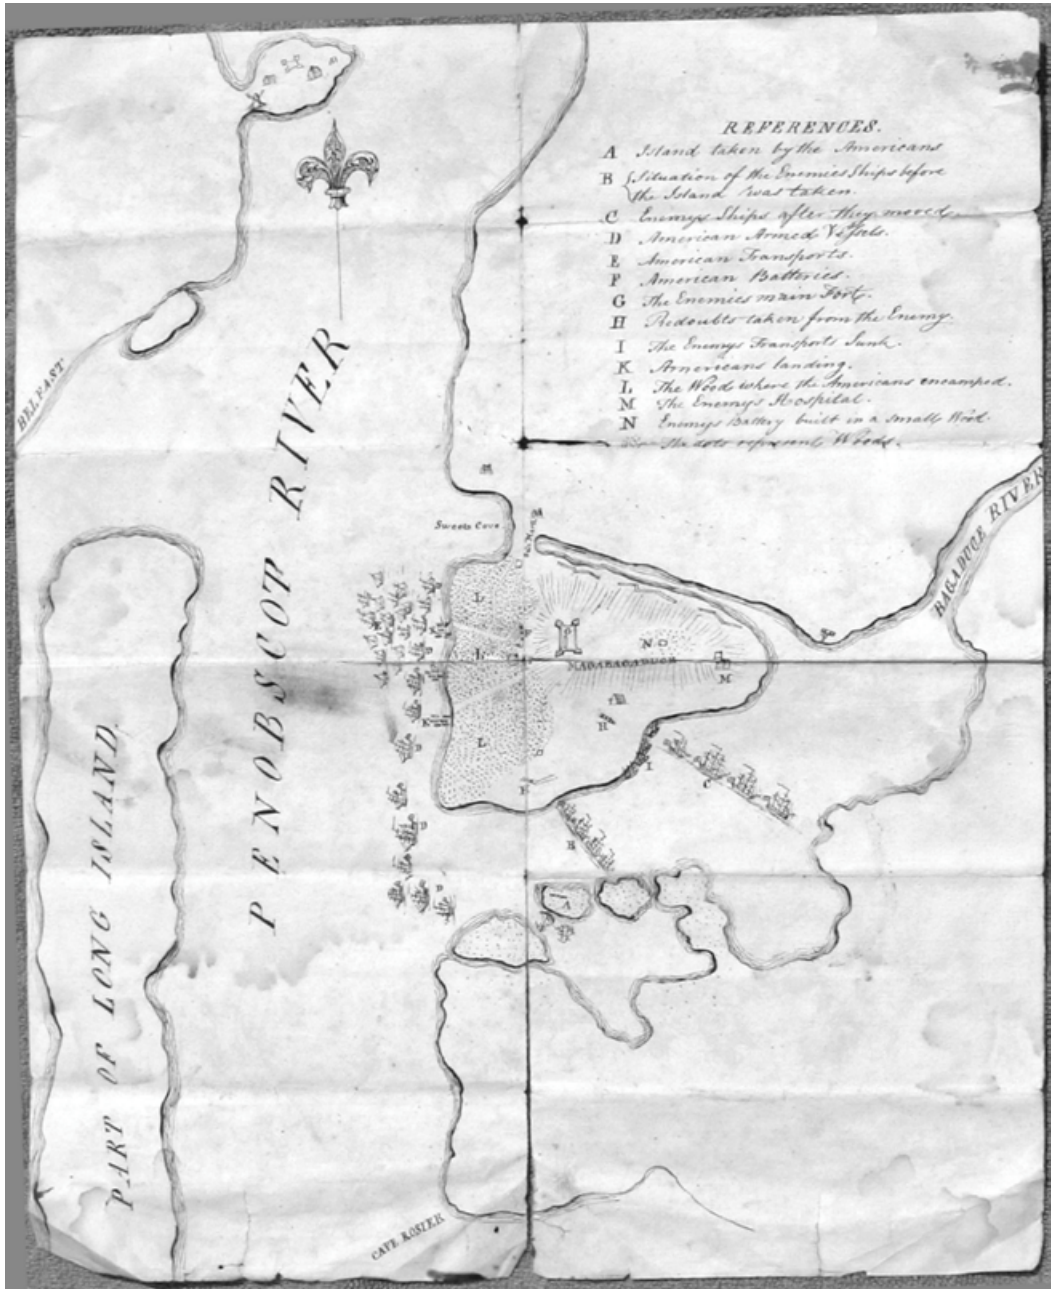 REFERENCES.
A Island taken by the Americans
B Situation of the Enemies Ships before
the Island was taken.
C Enemys Ships after they moved.
D American Armed Vessels.
E American Transports.
F American Batteries.
G The Enemies main Fort.
H Redoubts taken from the Enemy.
I The Enemys Transports Sunk.
K Americans landing.
L The Wood where the Americans encamped.
M The Enemy's Hospital.
N Enemys Battery built in a small Wood.
The dots represent Woods.
BELFAST
PENOBSCOT RIVER
BAGADUCE RIVER
Sweets Cove
L
L
L
N
MAGABAGADUCE
M
K
H
I
D
C
F
B
D
D
A
PART OF LONG ISLAND
CAPE ROSIER